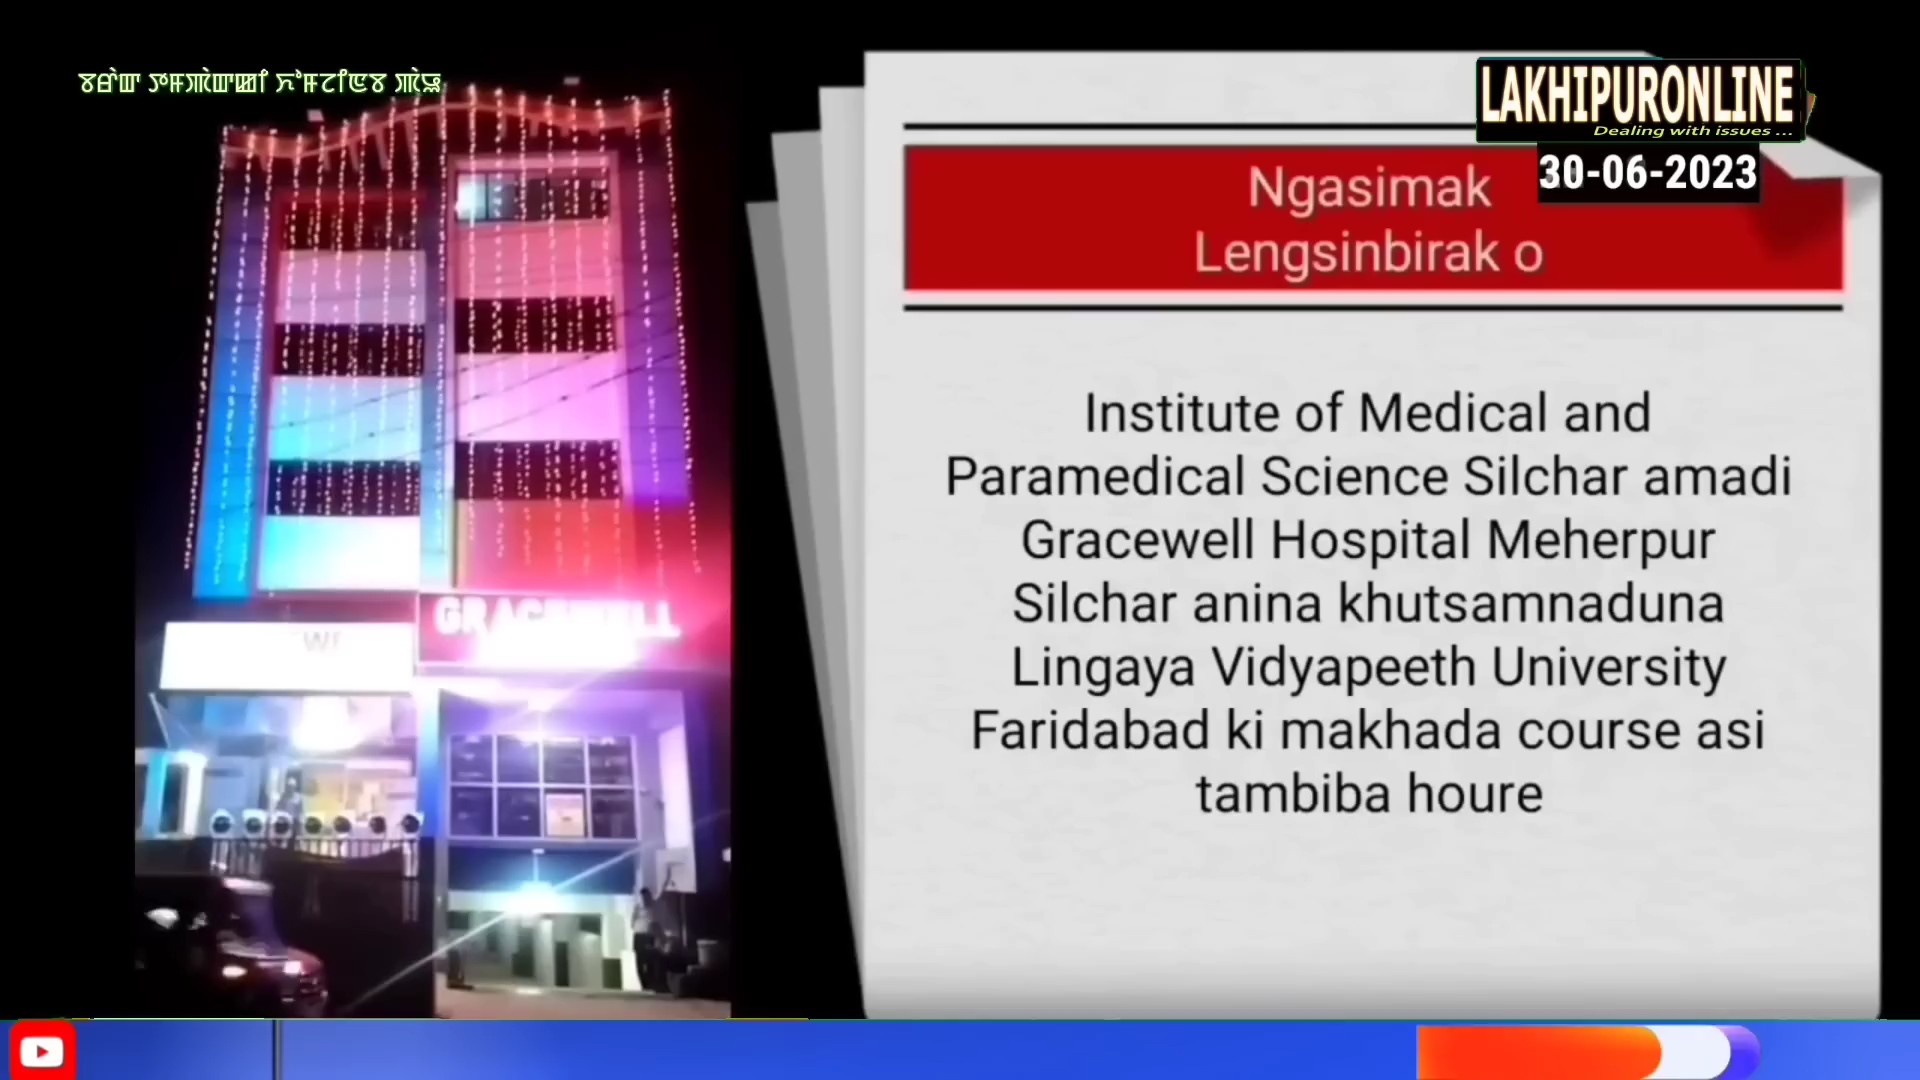 LAKHIPURONLINE
Dealing with issues ...
30-06-2023
Ngasimak
Lengsinbirak o
Institute of Medical and
Paramedical Science Silchar amadi
Gracewell Hospital Meherpur
Silchar anina khutsamnaduna
Lingaya Vidyapeeth University
Faridabad ki makhada course asi
tambiba houre
GRACEWELL